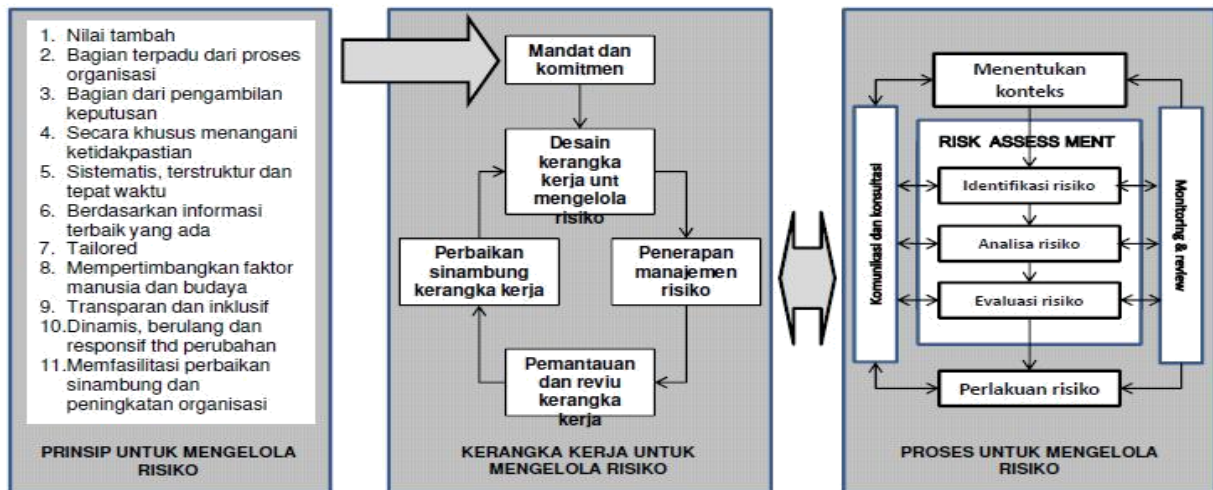 1. Nilai tambah
2. Bagian terpadu dari proses
organisasi
3. Bagian dari pengambilan
keputusan
4. Secara khusus menangani
ketidakpastian
5. Sistematis, terstruktur dan
tepat waktu
6. Berdasarkan informasi
terbaik yang ada
7. Tailored
8. Mempertimbangkan faktor
manusia dan budaya
9. Transparan dan inklusif
10.Dinamis, berulang dan
responsif thd perubahan
11.Memfasilitasi perbaikan
sinambung dan
peningkatan organisasi
PRINSIP UNTUK MENGELOLA
RISIKO
Mandat dan
komitmen
Desain
kerangka
kerja unt
mengelola
risiko
Perbaikan
sinambung
kerangka kerja
Penerapan
manajemen
risiko
Pemantauan
dan reviu
kerangka
kerja
KERANGKA KERJA UNTUK
MENGELOLA RISIKO
Menentukan
konteks
Komunikasi dan konsultasi
RISK ASSESS MENT
Identifikasi risiko
Analisa risiko
Evaluasi risiko
Monitoring & review
Perlakuan risiko
PROSES UNTUK MENGELOLA
RISIKO